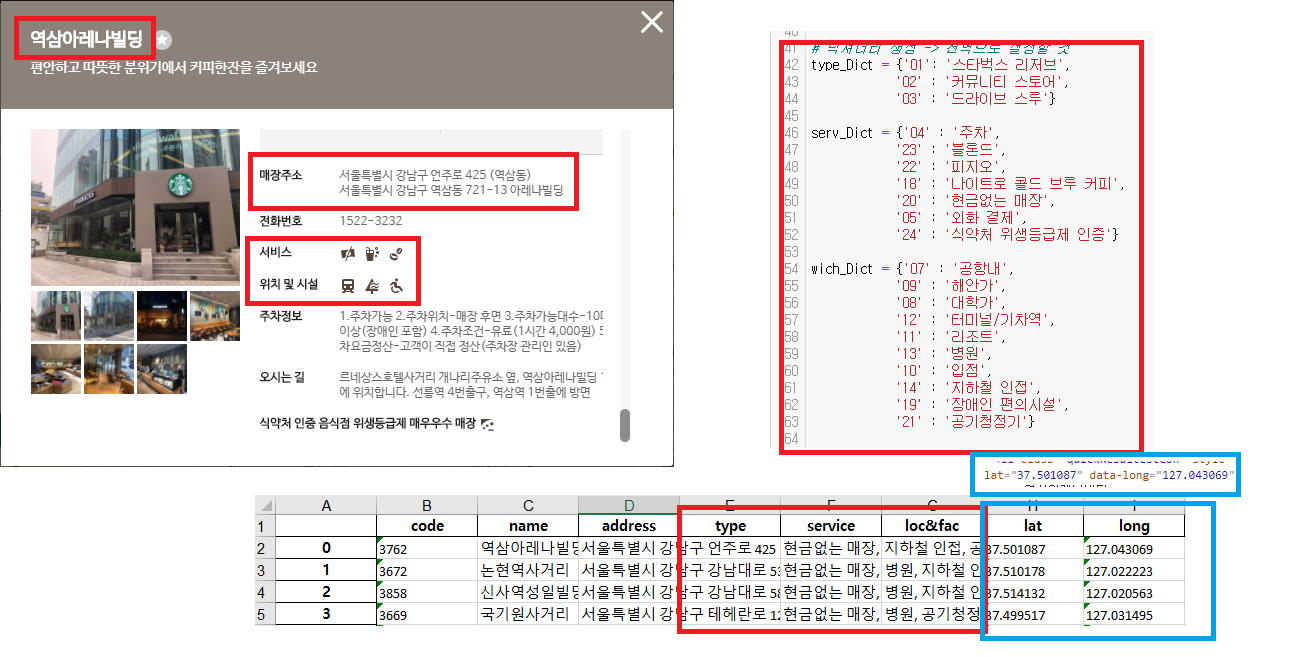 역삼아레나빌딩
편안하고 따뜻한 분위기에서 커피한잔을 즐겨보세요
매장주소 서울특별시 강남구 언주로 425 (역삼동)
서울특별시 강남구 역삼동 721-13 아레나빌딩
전화번호 1522-3232
서비스
위치 및 시설
주차정보 1.주차가능 2.주차위치-매장 후면 3.주차가능대수-10
이상(장애인 포함) 4.주차조건-유료(1시간 4,000원) 5
차요금정산-고객이 직접 정산(주차장 관리인 있음)
오시는 길 르네상스호텔사거리 개나리주유소 옆, 역삼아레나빌딩 1
에 위치합니다. 선릉역 4번출구, 역삼역 1번출에 방면
식약처 인증 음식점 위생등급제 매우우수 매장
40
41 # 딕셔너리 생성 -> 전역으로 설정할 것
42 type_Dict = {'01': '스타벅스 리저브',
43 '02' : '커뮤니티 스토어',
44 '03' : '드라이브 스루'}
45
46 serv_Dict = {'04' : '주차',
47 '23' : '블론드',
48 '22' : '피지오',
49 '18' : '나이트로 콜드 브루 커피',
50 '20' : '현금없는 매장',
51 '05' : '외화 결제',
52 '24' : '식약처 위생등급제 인증'}
53
54 wich_Dict = {'07' : '공항내',
55 '09' : '해안가',
56 '08' : '대학가',
57 '12' : '터미널/기차역',
58 '11' : '리조트',
59 '13' : '병원',
60 '10' : '입점',
61 '14' : '지하철 인접',
62 '19' : '장애인 편의시설',
63 '21' : '공기청정기'}
64
lat="37.501087" data-long="127.043069"
A B C D E F G H I
1 code name address type service loc&fac lat long
2 0 3762 역삼아레나빌딩 서울특별시 강남구 언주로 425 현금없는 매장, 지하철 인접, 공 37.501087 127.043069
3 1 3672 논현역사거리 서울특별시 강남구 강남대로 53 현금없는 매장, 병원, 지하철 인 37.510178 127.022223
4 2 3858 신사역성일빌딩 서울특별시 강남구 강남대로 58 현금없는 매장, 병원, 지하철 인 37.514132 127.020563
5 3 3669 국기원사거리 서울특별시 강남구 테헤란로 12 현금없는 매장, 병원, 공기청정 37.499517 127.031495